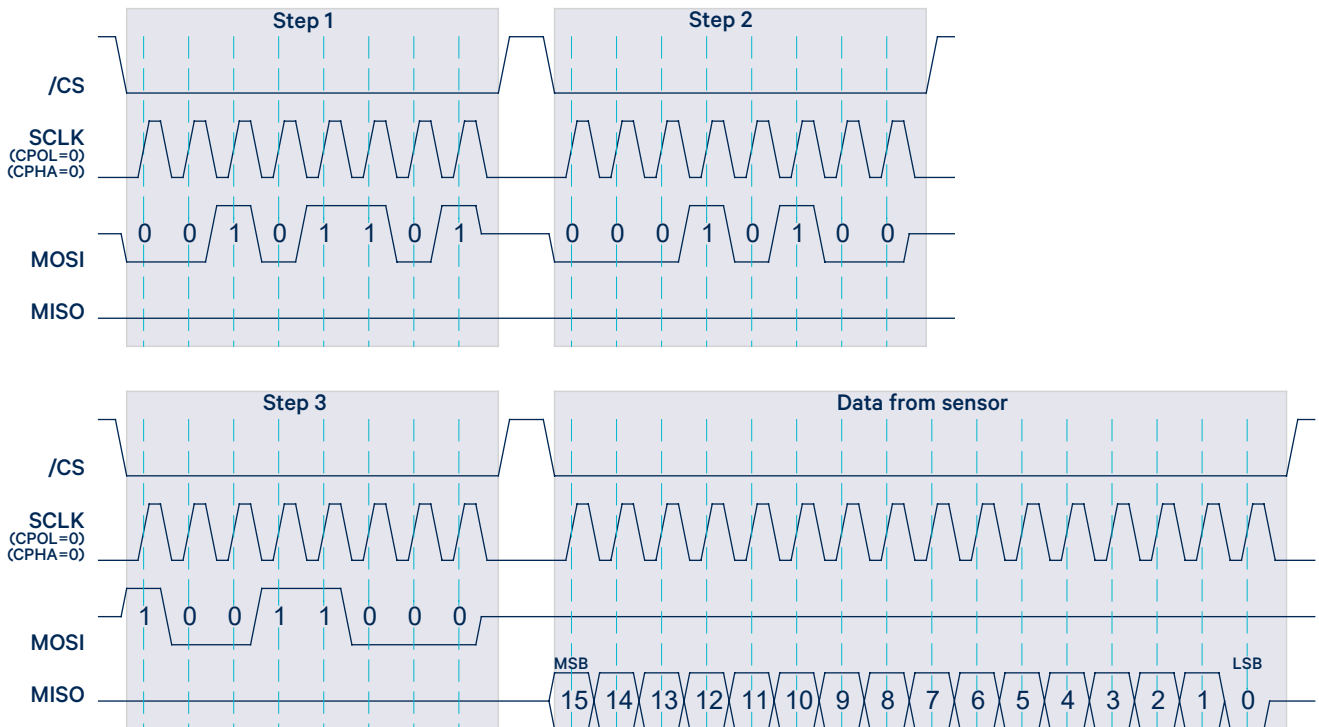 Step 1 Step 2
/CS
SCLK
(CPOL=0)
(CPHA=0)
0 0 1 0 1 1 0 1 0 0 0 1 0 1 0 0
MOSI
MISO
Step 3 Data from sensor
/CS
SCLK
(CPOL=0)
(CPHA=0)
1 0 0 1 1 0 0 0
MOSI
MSB LSB
MISO 15 14 13 12 11 10 9 8 7 6 5 4 3 2 1 0